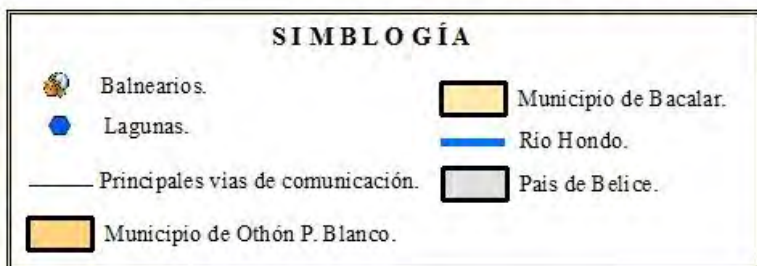 SIMBLOGÍA
Balnearios.
Lagunas.
Principales vias de comunicación.
Municipio de Othón P. Blanco.
Municipio de Bacalar.
Río Hondo.
Pais de Belice.